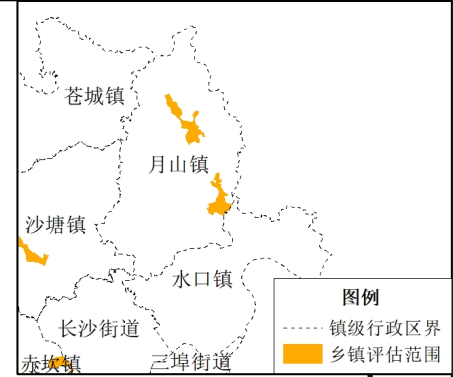 苍城镇
月山镇
沙塘镇
水口镇
图例
长沙街道
镇级行政区界
乡镇评估范围
赤坎镇
三埠街道